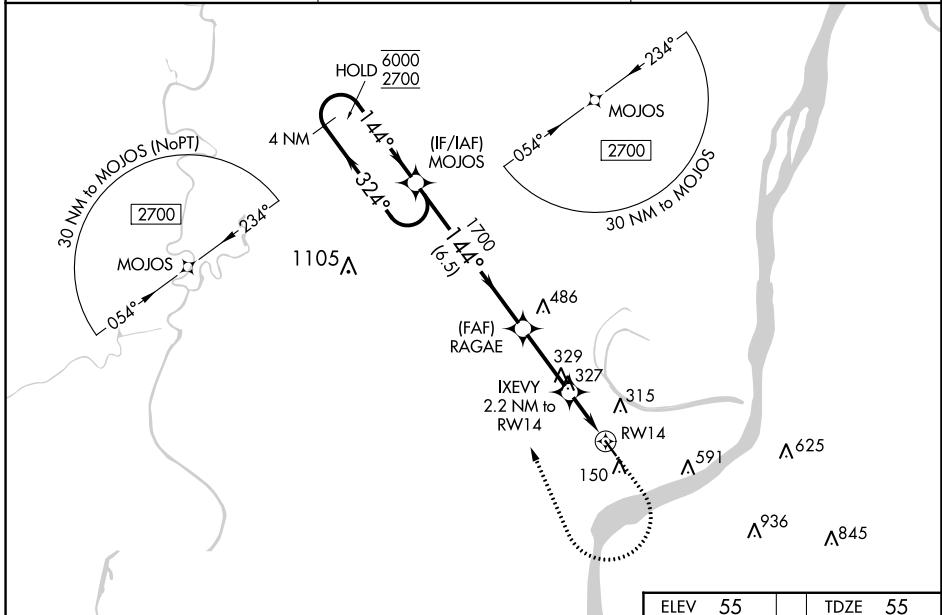 HOLD 6000
2700
4 NM
144°
324°
(IF/IAF)
MOJOS
30 NM to MOJOS (NoPT)
2700
234°
MOJOS
054°
234°
MOJOS
054°
2700
30 NM to MOJOS
1105
1700
144°
(6.5)
486
(FAF)
RAGAE
329
327
IXEVY
2.2 NM to
RW14
315
RW14
150
591
625
936
845
ELEV 55
TDZE 55